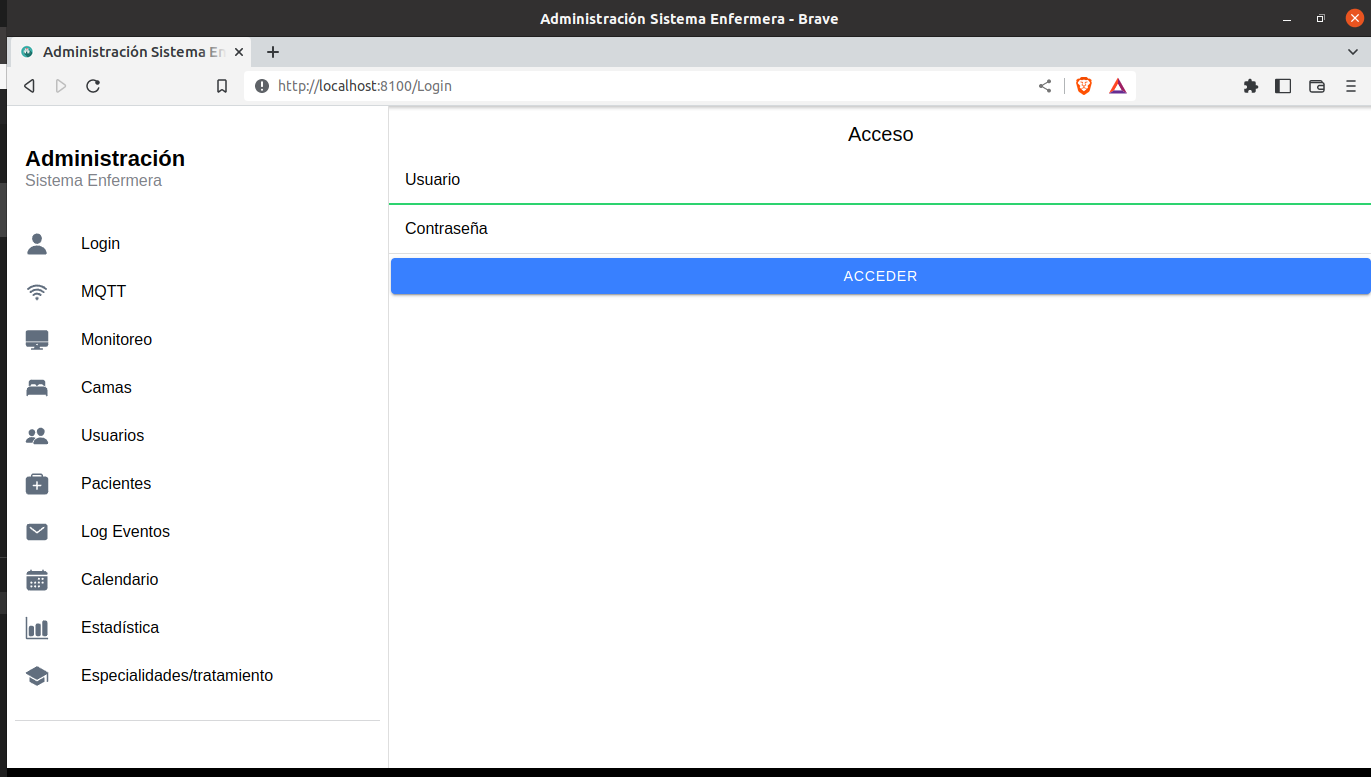 Administración Sistema Enfermera - Brave
Administración Sistema En
http://localhost:8100/Login
Administración
Sistema Enfermera
Login
MQTT
Monitoreo
Camas
Usuarios
Pacientes
Log Eventos
Calendario
Estadística
Especialidades/tratamiento
Acceso
Usuario
Contraseña
ACCEDER